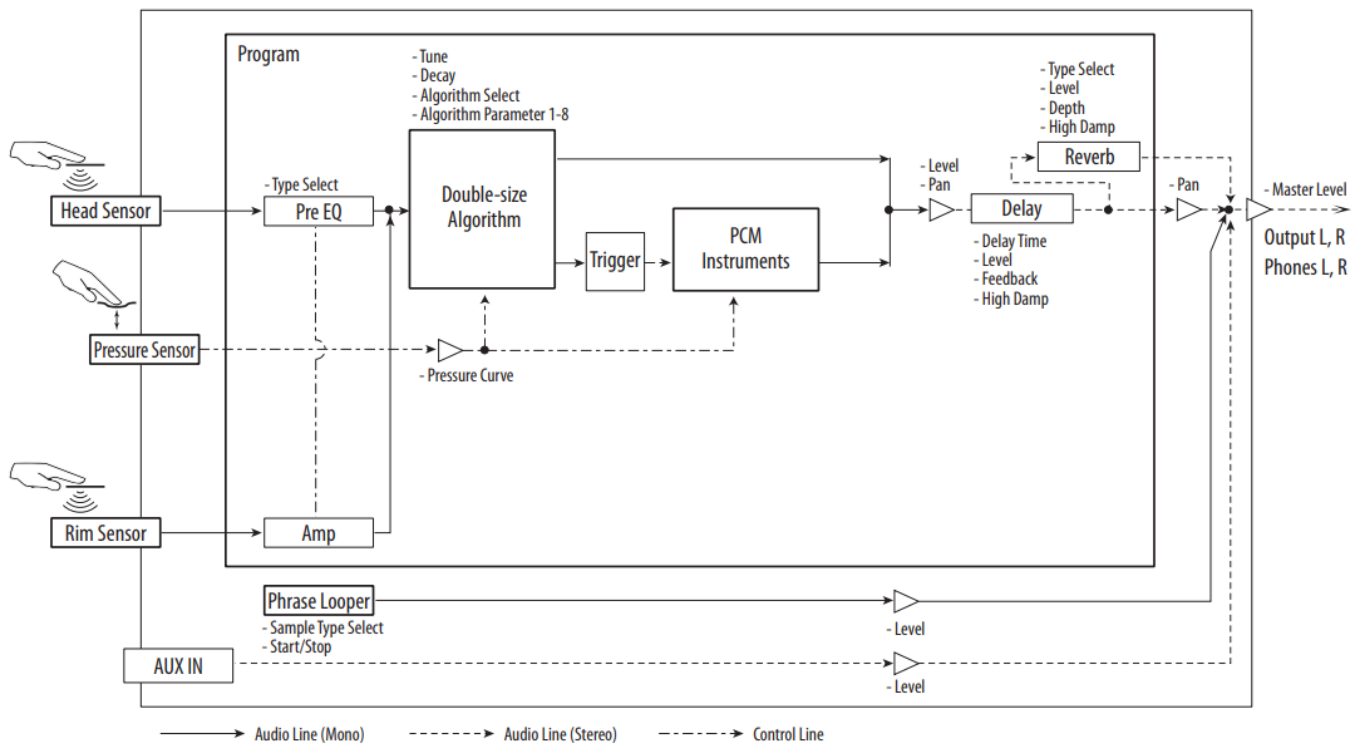 Program
- Tune
- Decay
- Algorithm Select
- Algorithm Parameter 1-8
- Type Select
- Level
- Depth
- High Damp
Reverb
Head Sensor
- Type Select
Pre EQ
Double-size
Algorithm
Trigger
PCM
Instruments
- Level
- Pan
Delay
- Delay Time
- Level
- Feedback
- High Damp
- Pan
- Master Level
Output L, R
Phones L, R
Pressure Sensor
- Pressure Curve
Rim Sensor
Amp
Phrase Looper
- Sample Type Select
- Start/Stop
- Level
AUX IN
- Level
Audio Line (Mono)
Audio Line (Stereo)
Control Line